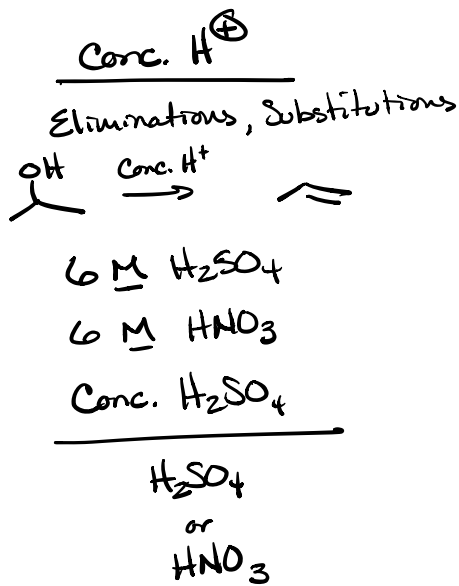 Conc. H⊕
Eliminations, Substitutions
OH Conc. H⁺
6 M H₂SO₄
6 M HNO₃
Conc. H₂SO₄
H₂SO₄
or
HNO₃